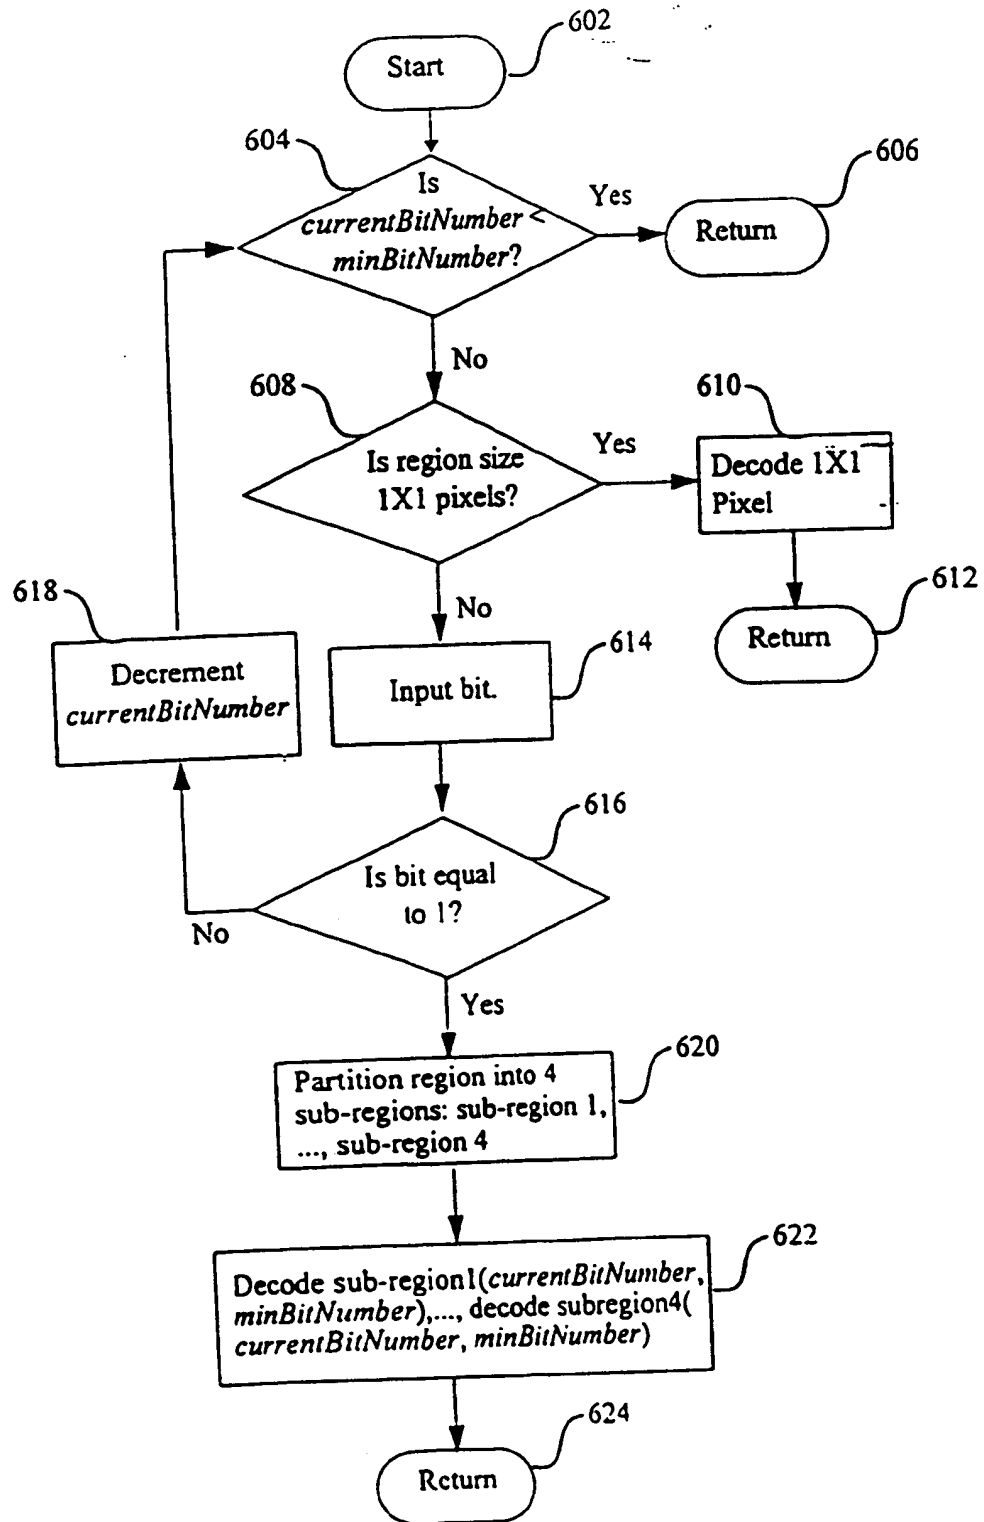 602
Start
604
Is
currentBitNumber <
minBitNumber?
Yes
606
Return
No
608
Is region size
1X1 pixels?
Yes
610
Decode 1X1
Pixel
612
Return
No
614
Input bit.
618
Decrement
currentBitNumber
616
Is bit equal
to 1?
No
Yes
620
Partition region into 4
sub-regions: sub-region 1,
..., sub-region 4
622
Decode sub-region1(currentBitNumber,
minBitNumber),..., decode subregion4(
currentBitNumber, minBitNumber)
624
Return